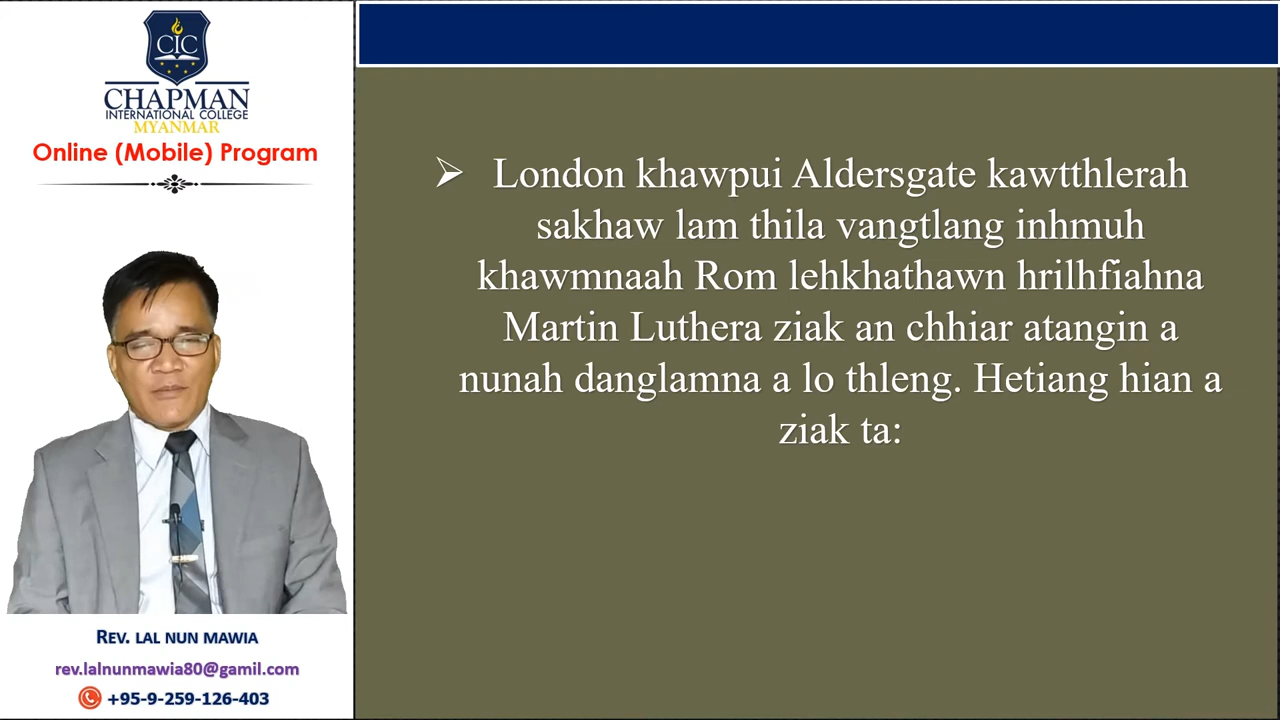 CIC
CHAPMAN
INTERNATIONAL COLLEGE
MYANMAR
Online (Mobile) Program
REV. LAL NUN MAWIA
rev.lalnunmawia80@gamil.com
+95-9-259-126-403
➢ London khawpui Aldersgate kawtthlerah
sakhaw lam thila vangtlang inhmuh
khawmnaah Rom lehkhathawn hrilhfiahna
Martin Luthera ziak an chhiar atangin a
nunah danglamna a lo thleng. Hetiang hian a
ziak ta: